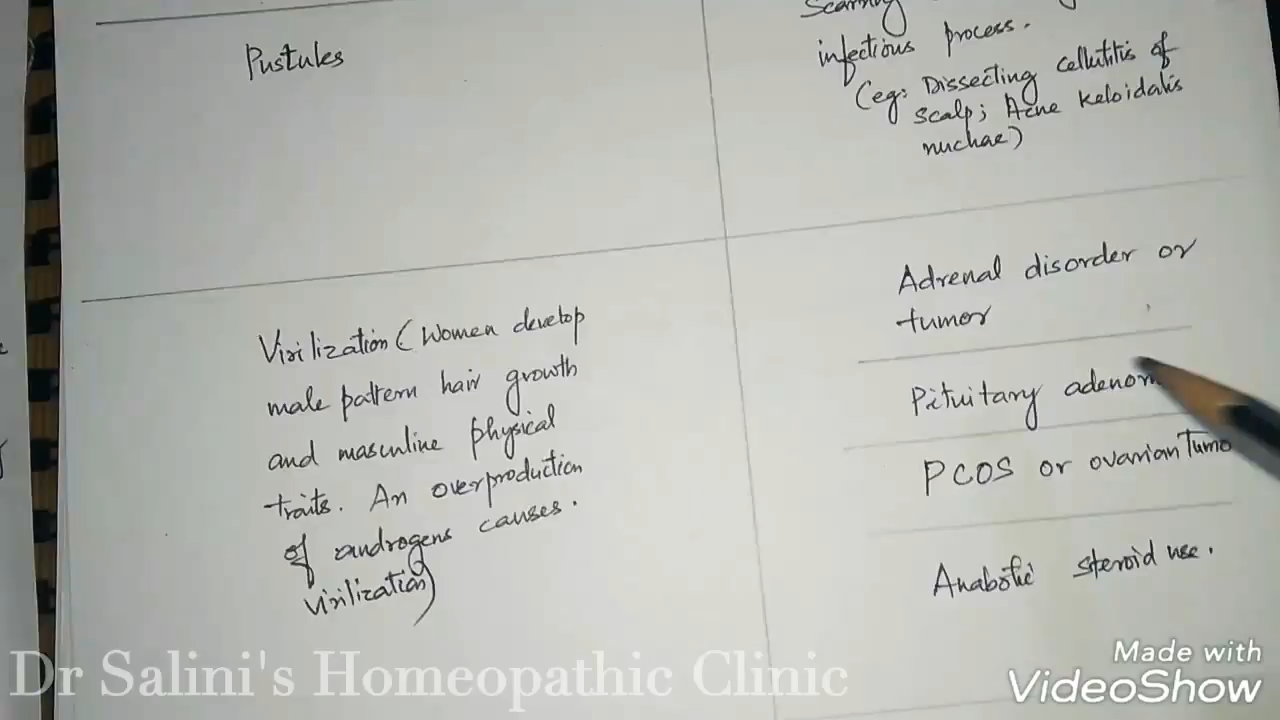 Pustules
Scarring
infectious process.
(eg: Dissecting cellulitis of
scalp; Acne keloidalis
nuchae)
Virilization (Women develop
male pattern hair growth
and masculine physical
traits. An overproduction
of androgens causes.
virilization)
Adrenal disorder or
tumor
Pituitary
PCOS or ovarian Tumo
Anabolic steroid use.
Dr Salini's Homeopathic Clinic
Made with
VideoShow